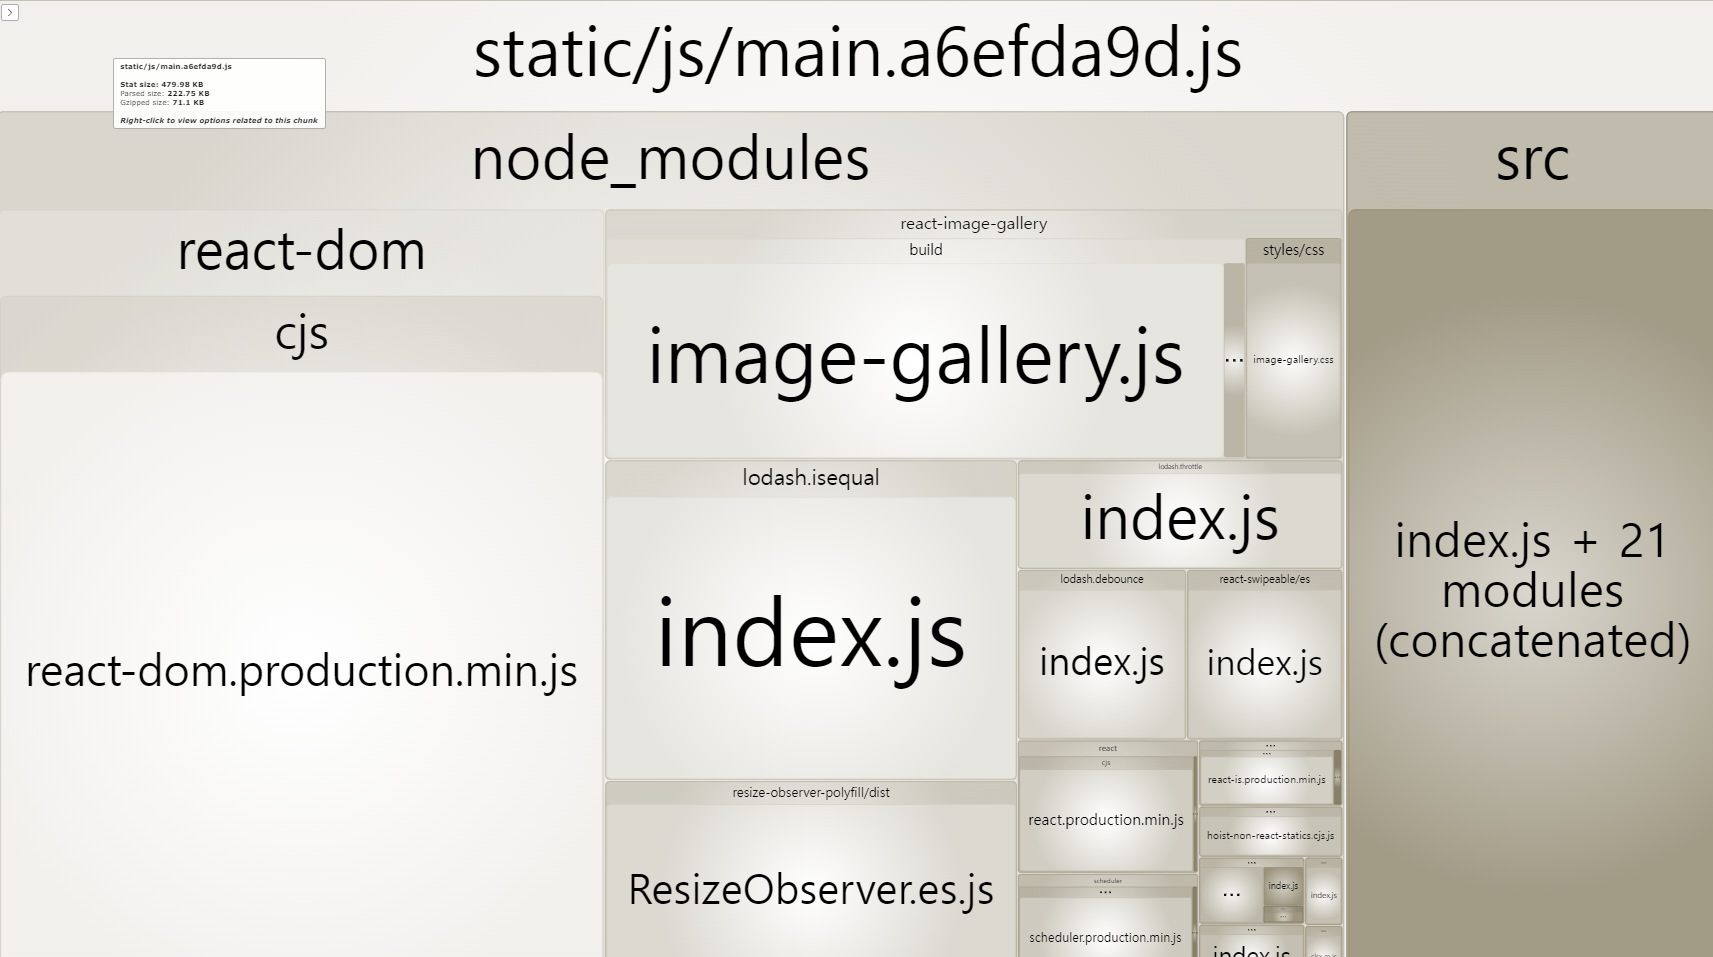 static/js/main.a6efda9d.js
static/js/main.a6efda9d.js
Stat size: 479.98 KB
Parsed size: 222.75 KB
Gzipped size: 71.1 KB
Right-click to view options related to this chunk
node_modules
src
react-dom
cjs
react-dom.production.min.js
react-image-gallery
build
image-gallery.js
...
styles/css
image-gallery.css
lodash.isequal
index.js
resize-observer-polyfill/dist
ResizeObserver.es.js
lodash.throttle
index.js
lodash.debounce
index.js
react-swipeable/es
index.js
react
cjs
react.production.min.js
scheduler
...
scheduler.production.min.js
...
...
react-is.production.min.js
...
hoist-non-react-statics.cjs.js
...
...
index.js
...
...
index.js
...
index.js
...
index.js + 21
modules
(concatenated)